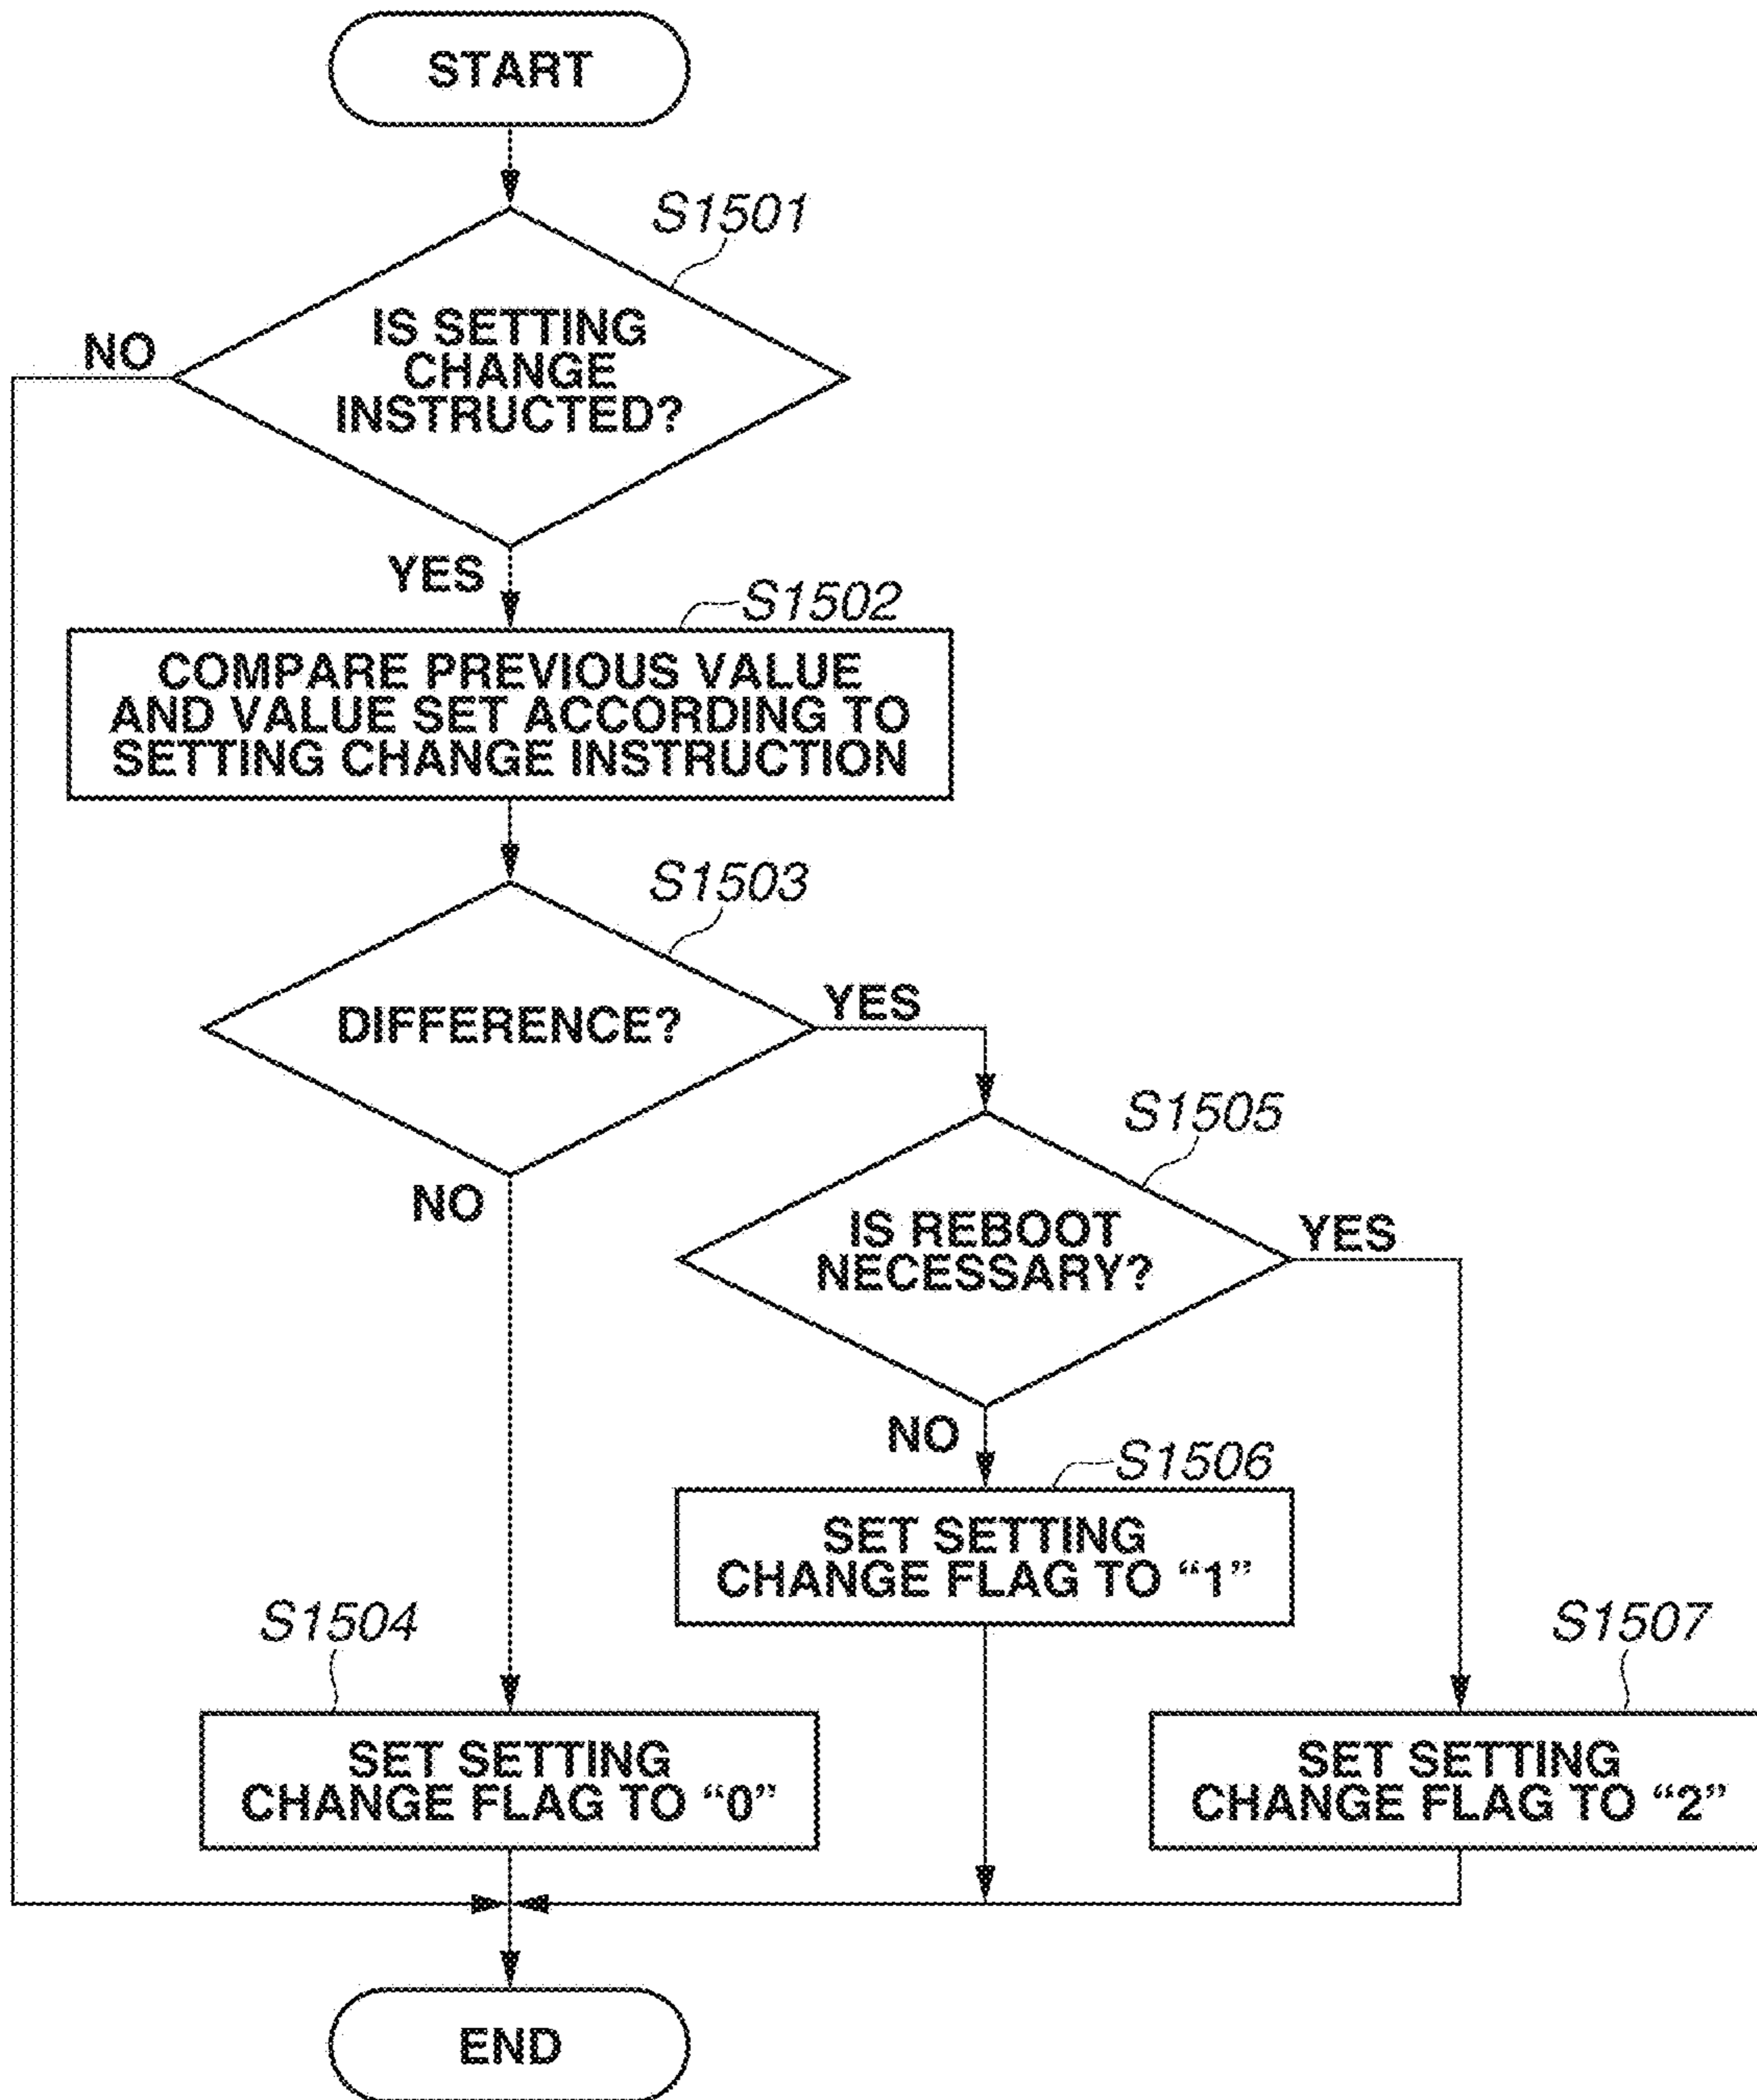 START
S1501
IS SETTING
CHANGE
INSTRUCTED?
NO
YES
S1502
COMPARE PREVIOUS VALUE
AND VALUE SET ACCORDING TO
SETTING CHANGE INSTRUCTION
S1503
DIFFERENCE?
YES
NO
S1505
IS REBOOT
NECESSARY?
YES
NO
S1506
SET SETTING
CHANGE FLAG TO “1”
S1504
SET SETTING
CHANGE FLAG TO “0”
S1507
SET SETTING
CHANGE FLAG TO “2”
END